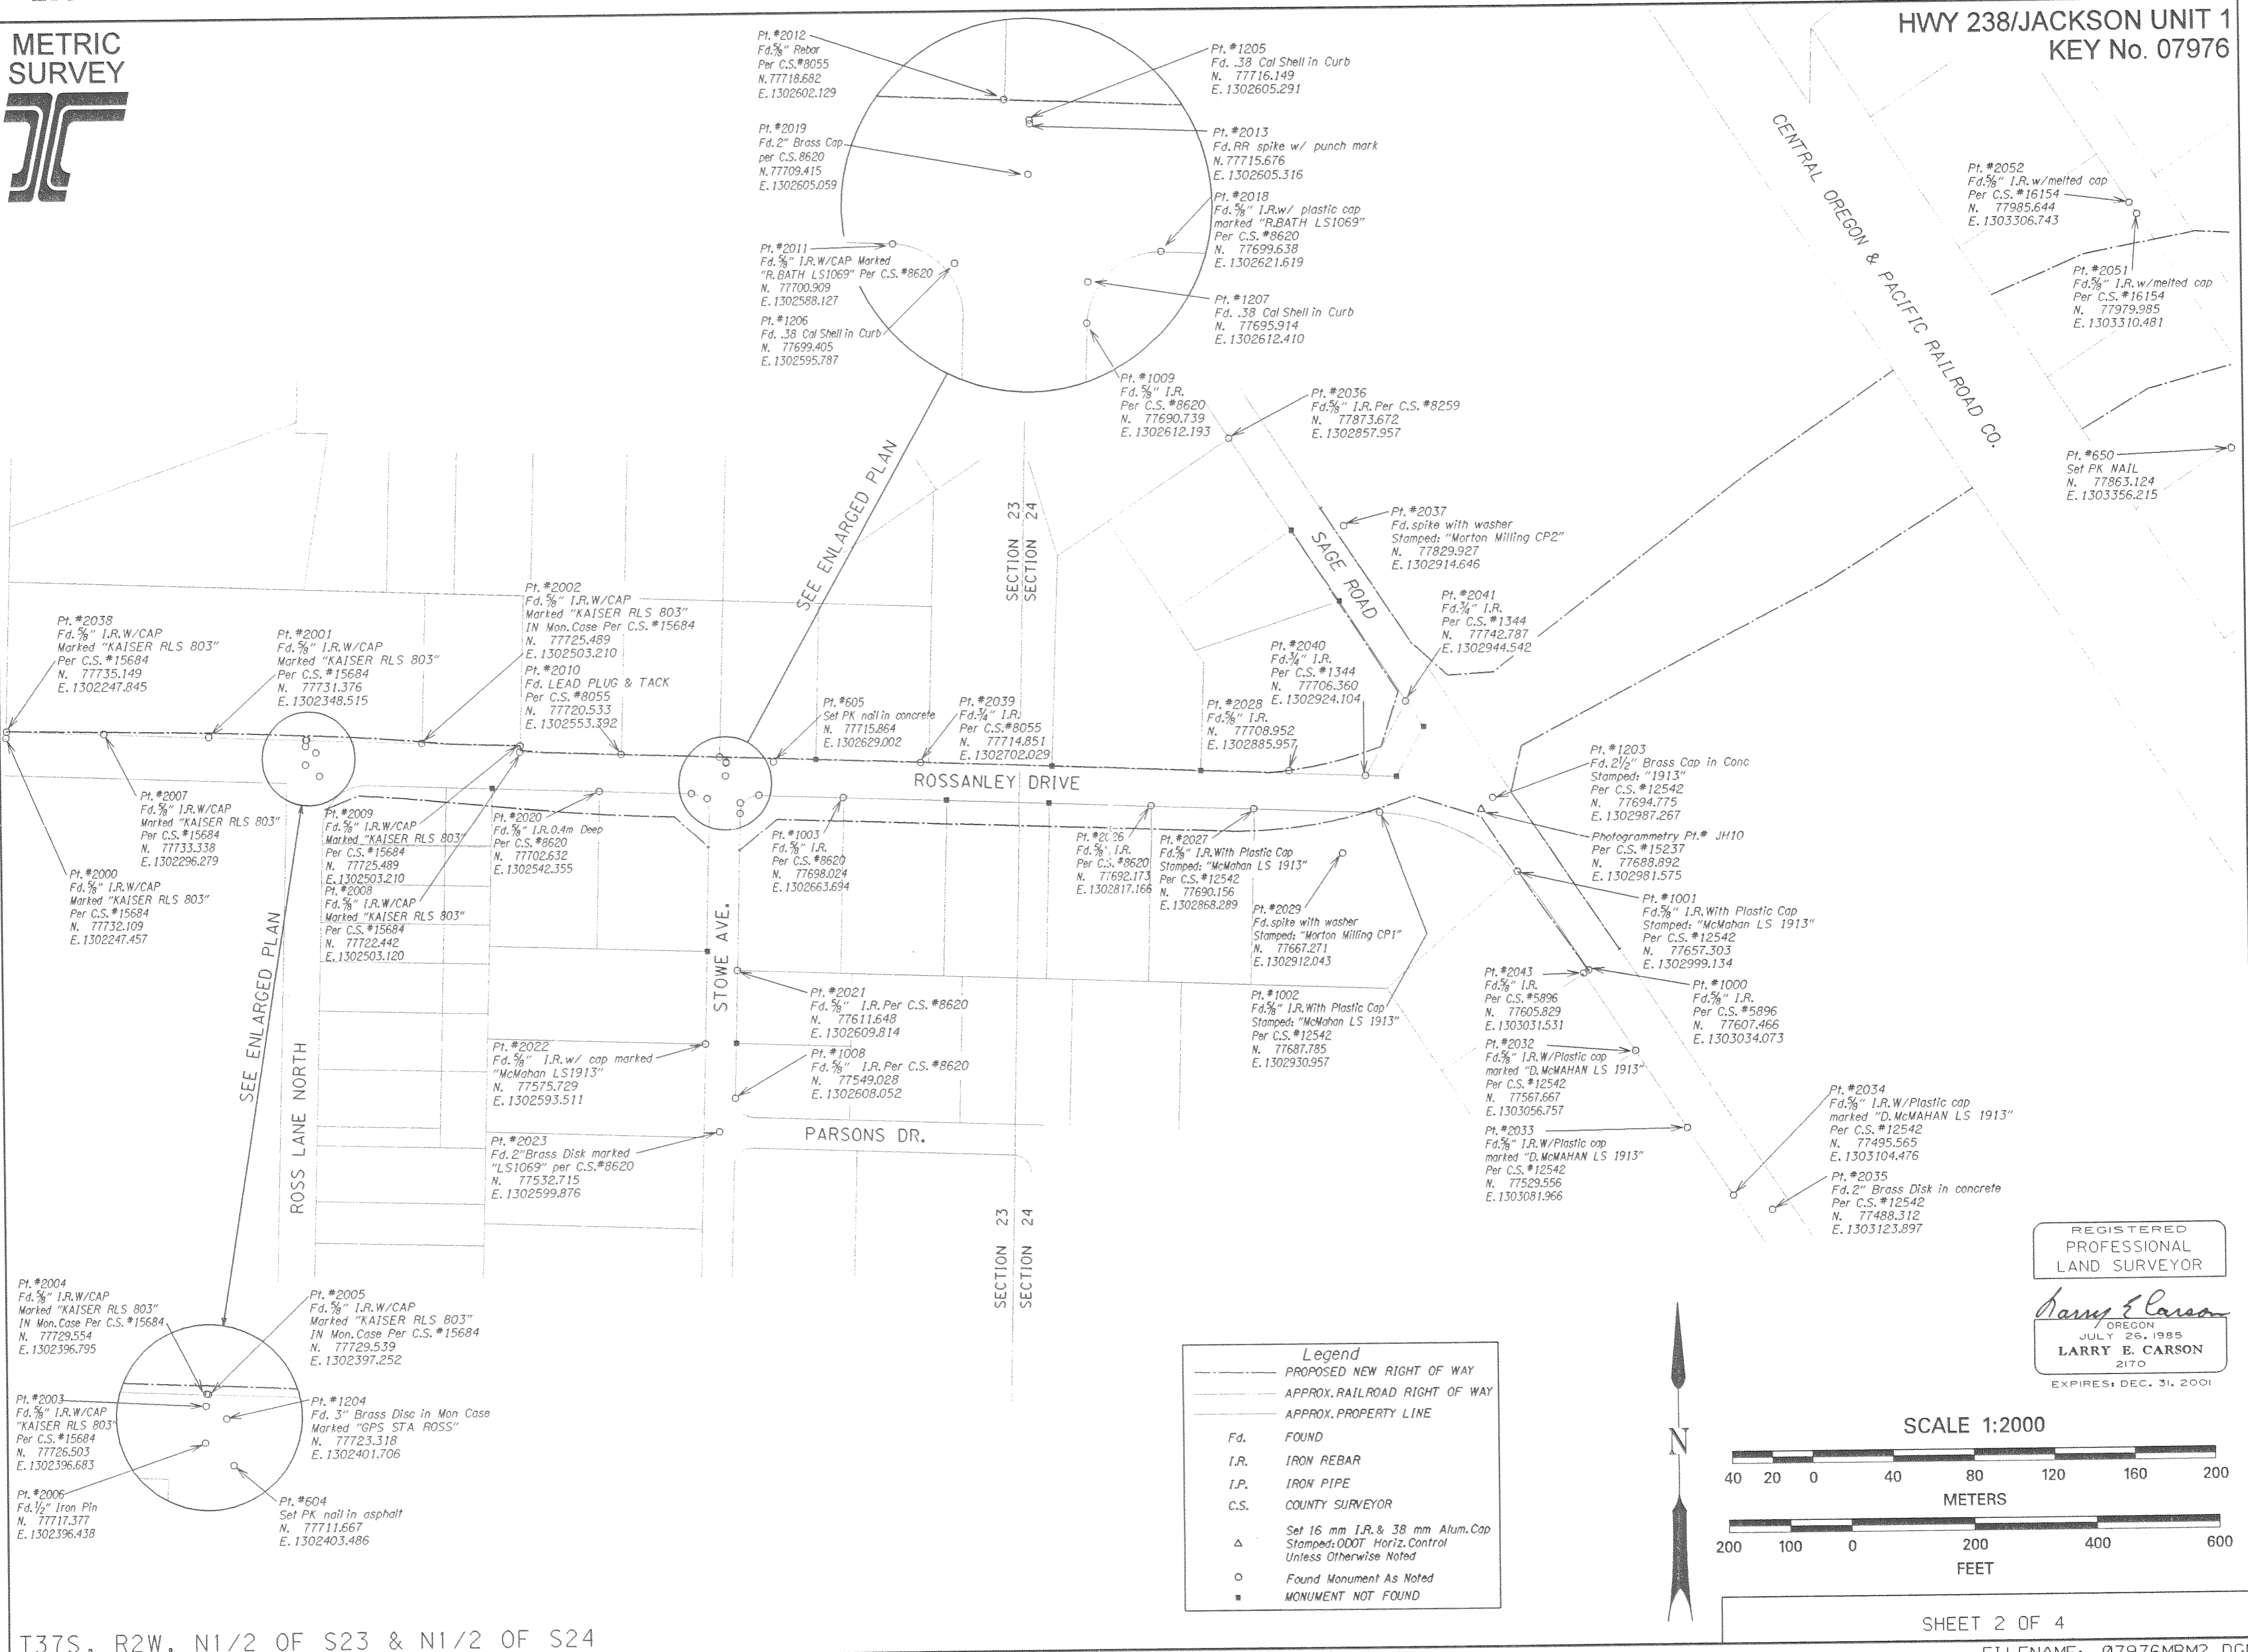 METRIC
SURVEY
HWY 238/JACKSON UNIT 1
KEY No. 07976
Pt. #2012
Fd. 5/8" Rebar
Per C.S.#8055
N. 77718.682
E. 1302602.129
Pt. #2019
Fd. 2" Brass Cap
per C.S. 8620
N. 77709.415
E. 1302605.059
Pt. #2011
Fd. 5/8" I.R. W/CAP Marked
"R.BATH LS1069" Per C.S. #8620
N. 77700.909
E. 1302588.127
Pt. #1206
Fd. .38 Cal Shell in Curb
N. 77699.405
E. 1302595.787
Pt. #1205
Fd. .38 Cal Shell in Curb
N. 77716.149
E. 1302605.291
Pt. #2013
Fd. RR spike w/ punch mark
N. 77715.676
E. 1302605.316
Pt. #2018
Fd. 5/8" I.R.w/ plastic cap
marked "R.BATH LS1069"
Per C.S. #8620
N. 77699.638
E. 1302621.619
Pt. #1207
Fd. .38 Cal Shell in Curb
N. 77695.914
E. 1302612.410
Pt. #1009
Fd. 5/8" I.R.
Per C.S. #8620
N. 77690.739
E. 1302612.193
Pt. #2036
Fd. 5/8" I.R. Per C.S. #8259
N. 77873.672
E. 1302857.957
CENTRAL OREGON & PACIFIC RAILROAD CO.
Pt. #2052
Fd. 5/8" I.R. w/melted cap
Per C.S. #16154
N. 77985.644
E. 1303306.743
Pt. #2051
Fd. 5/8" I.R. w/melted cap
Per C.S. #16154
N. 77979.985
E. 1303310.481
Pt. #650
Set PK NAIL
N. 77863.124
E. 1303356.215
SEE ENLARGED PLAN
SECTION 23
SECTION 24
SAGE ROAD
Pt. #2037
Fd. spike with washer
Stamped: "Morton Milling CP2"
N. 77829.927
E. 1302914.646
Pt. #2041
Fd. 3/4" I.R.
Per C.S. #1344
N. 77742.787
E. 1302944.542
Pt. #2040
Fd. 3/4" I.R.
Per C.S. #1344
N. 77706.360
E. 1302924.104
Pt. #2028
Fd. 5/8" I.R.
N. 77708.952
E. 1302885.957
Pt. #2038
Fd. 5/8" I.R. W/CAP
Marked "KAISER RLS 803"
Per C.S. #15684
N. 77735.149
E. 1302247.845
Pt. #2001
Fd. 5/8" I.R. W/CAP
Marked "KAISER RLS 803"
Per C.S. #15684
N. 77731.376
E. 1302348.515
Pt. #2002
Fd. 5/8" I.R. W/CAP
Marked "KAISER RLS 803"
IN Mon. Case Per C.S. #15684
N. 77725.489
E. 1302503.210
Pt. #2010
Fd. LEAD PLUG & TACK
Per C.S. #8055
N. 77720.533
E. 1302553.392
Pt. #605
Set PK nail in concrete
N. 77715.864
E. 1302629.002
Pt. #2039
Fd. 3/4" I.R.
Per C.S.#8055
N. 77714.851
E. 1302702.029
ROSSANLEY DRIVE
Pt. #1203
Fd. 2 1/2" Brass Cap in Conc
Stamped: "1913"
Per C.S. #12542
N. 77694.775
E. 1302987.267
Photogrammetry Pt.# JH10
Per C.S. #15237
N. 77688.892
E. 1302981.575
Pt. #2007
Fd. 5/8" I.R. W/CAP
Marked "KAISER RLS 803"
Per C.S. #15684
N. 77733.338
E. 1302296.279
Pt. #2000
Fd. 5/8" I.R. W/CAP
Marked "KAISER RLS 803"
Per C.S. #15684
N. 77732.109
E. 1302247.457
Pt. #2009
Fd. 5/8" I.R. W/CAP
Marked "KAISER RLS 803"
Per C.S. #15684
N. 77725.489
E. 1302503.210
Pt. #2008
Fd. 5/8" I.R. W/CAP
Marked "KAISER RLS 803"
Per C.S. #15684
N. 77722.442
E. 1302503.120
Pt. #2020
Fd. 5/8" I.R. 0.4m Deep
Per C.S. #8620
N. 77702.632
E. 1302542.355
Pt. #1003
Fd. 5/8" I.R.
Per C.S. #8620
N. 77698.024
E. 1302663.694
Pt. #2026
Fd. 5/8" I.R.
Per C.S. #8620
N. 77692.173
E. 1302817.166
Pt. #2027
Fd. 5/8" I.R. With Plastic Cap
Stamped: "McMahan LS 1913"
Per C.S. #12542
N. 77690.156
E. 1302868.289
Pt. #2029
Fd. spike with washer
Stamped: "Morton Milling CP1"
N. 77667.271
E. 1302912.043
Pt. #1001
Fd. 5/8" I.R. With Plastic Cap
Stamped: "McMahan LS 1913"
Per C.S. #12542
N. 77657.303
E. 1302999.134
Pt. #1002
Fd. 5/8" I.R. With Plastic Cap
Stamped: "McMahan LS 1913"
Per C.S. #12542
N. 77687.785
E. 1302930.957
Pt. #2043
Fd. 5/8" I.R.
Per C.S. #5896
N. 77605.829
E. 1303031.531
Pt. #1000
Fd. 5/8" I.R.
Per C.S. #5896
N. 77607.466
E. 1303034.073
Pt. #2032
Fd. 5/8" I.R. W/Plastic cap
marked "D. McMAHAN LS 1913"
Per C.S. #12542
N. 77567.667
E. 1303056.757
Pt. #2033
Fd. 5/8" I.R. W/Plastic cap
marked "D. McMAHAN LS 1913"
Per C.S. #12542
N. 77529.556
E. 1303081.966
Pt. #2034
Fd. 5/8" I.R. W/Plastic cap
marked "D. McMAHAN LS 1913"
Per C.S. #12542
N. 77495.565
E. 1303104.476
Pt. #2035
Fd. 2" Brass Disk in concrete
Per C.S. #12542
N. 77488.312
E. 1303123.897
SEE ENLARGED PLAN
ROSS LANE NORTH
STOWE AVE.
Pt. #2021
Fd. 5/8" I.R. Per C.S. #8620
N. 77611.648
E. 1302609.814
Pt. #2022
Fd. 5/8" I.R. w/ cap marked
"McMahan LS1913"
N. 77575.729
E. 1302593.511
Pt. #1008
Fd. 5/8" I.R. Per C.S. #8620
N. 77549.028
E. 1302608.052
PARSONS DR.
Pt. #2023
Fd. 2"Brass Disk marked
"LS1069" per C.S.#8620
N. 77532.715
E. 1302599.876
SECTION 23
SECTION 24
Pt. #2004
Fd. 5/8" I.R. W/CAP
Marked "KAISER RLS 803"
IN Mon. Case Per C.S. #15684
N. 77729.554
E. 1302396.795
Pt. #2005
Fd. 5/8" I.R. W/CAP
Marked "KAISER RLS 803"
IN Mon. Case Per C.S. #15684
N. 77729.539
E. 1302397.252
Pt. #2003
Fd. 5/8" I.R. W/CAP
"KAISER RLS 803"
Per C.S. #15684
N. 77726.503
E. 1302396.683
Pt. #1204
Fd. 3" Brass Disc in Mon Case
Marked "GPS STA ROSS"
N. 77723.318
E. 1302401.706
Pt. #2006
Fd. 1/2" Iron Pin
N. 77717.377
E. 1302396.438
Pt. #604
Set PK nail in asphalt
N. 77711.667
E. 1302403.486
Legend
PROPOSED NEW RIGHT OF WAY
APPROX. RAILROAD RIGHT OF WAY
APPROX. PROPERTY LINE
Fd. FOUND
I.R. IRON REBAR
I.P. IRON PIPE
C.S. COUNTY SURVEYOR
Set 16 mm I.R. & 38 mm Alum. Cap
Stamped: ODOT Horiz. Control
Unless Otherwise Noted
Found Monument As Noted
MONUMENT NOT FOUND
N
REGISTERED
PROFESSIONAL
LAND SURVEYOR
Larry E Carson
OREGON
JULY 26, 1985
LARRY E. CARSON
2170
EXPIRES: DEC. 31, 2001
SCALE 1:2000
40 20 0 40 80 120 160 200
METERS
200 100 0 200 400 600
FEET
SHEET 2 OF 4
T37S, R2W, N1/2 OF S23 & N1/2 OF S24